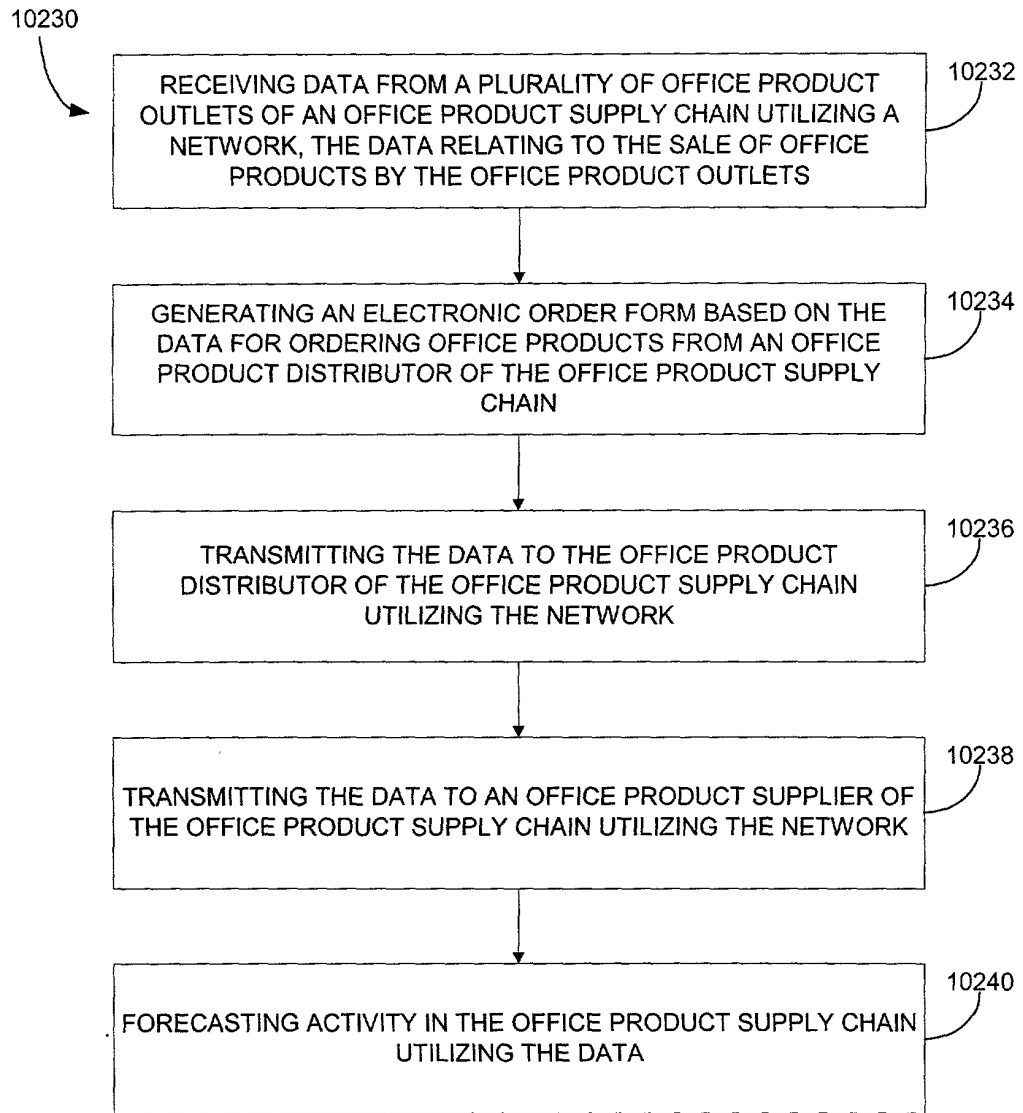 10230
RECEIVING DATA FROM A PLURALITY OF OFFICE PRODUCT
OUTLETS OF AN OFFICE PRODUCT SUPPLY CHAIN UTILIZING A
NETWORK, THE DATA RELATING TO THE SALE OF OFFICE
PRODUCTS BY THE OFFICE PRODUCT OUTLETS
10232
GENERATING AN ELECTRONIC ORDER FORM BASED ON THE
DATA FOR ORDERING OFFICE PRODUCTS FROM AN OFFICE
PRODUCT DISTRIBUTOR OF THE OFFICE PRODUCT SUPPLY
CHAIN
10234
TRANSMITTING THE DATA TO THE OFFICE PRODUCT
DISTRIBUTOR OF THE OFFICE PRODUCT SUPPLY CHAIN
UTILIZING THE NETWORK
10236
TRANSMITTING THE DATA TO AN OFFICE PRODUCT SUPPLIER OF
THE OFFICE PRODUCT SUPPLY CHAIN UTILIZING THE NETWORK
10238
FORECASTING ACTIVITY IN THE OFFICE PRODUCT SUPPLY CHAIN
UTILIZING THE DATA
10240